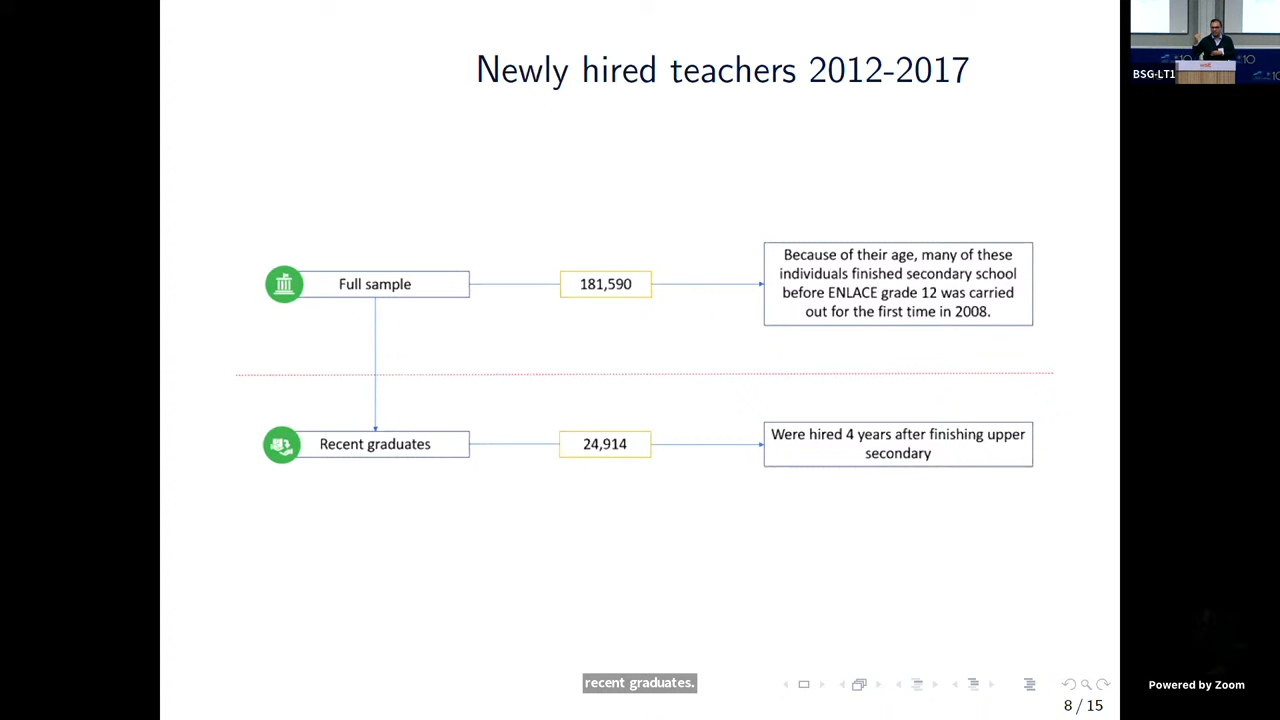 Newly hired teachers 2012-2017
BSG-LT1
Full sample
181,590
Because of their age, many of these
individuals finished secondary school
before ENLACE grade 12 was carried
out for the first time in 2008.
Recent graduates
24,914
Were hired 4 years after finishing upper
secondary
recent graduates.
8 / 15
Powered by Zoom